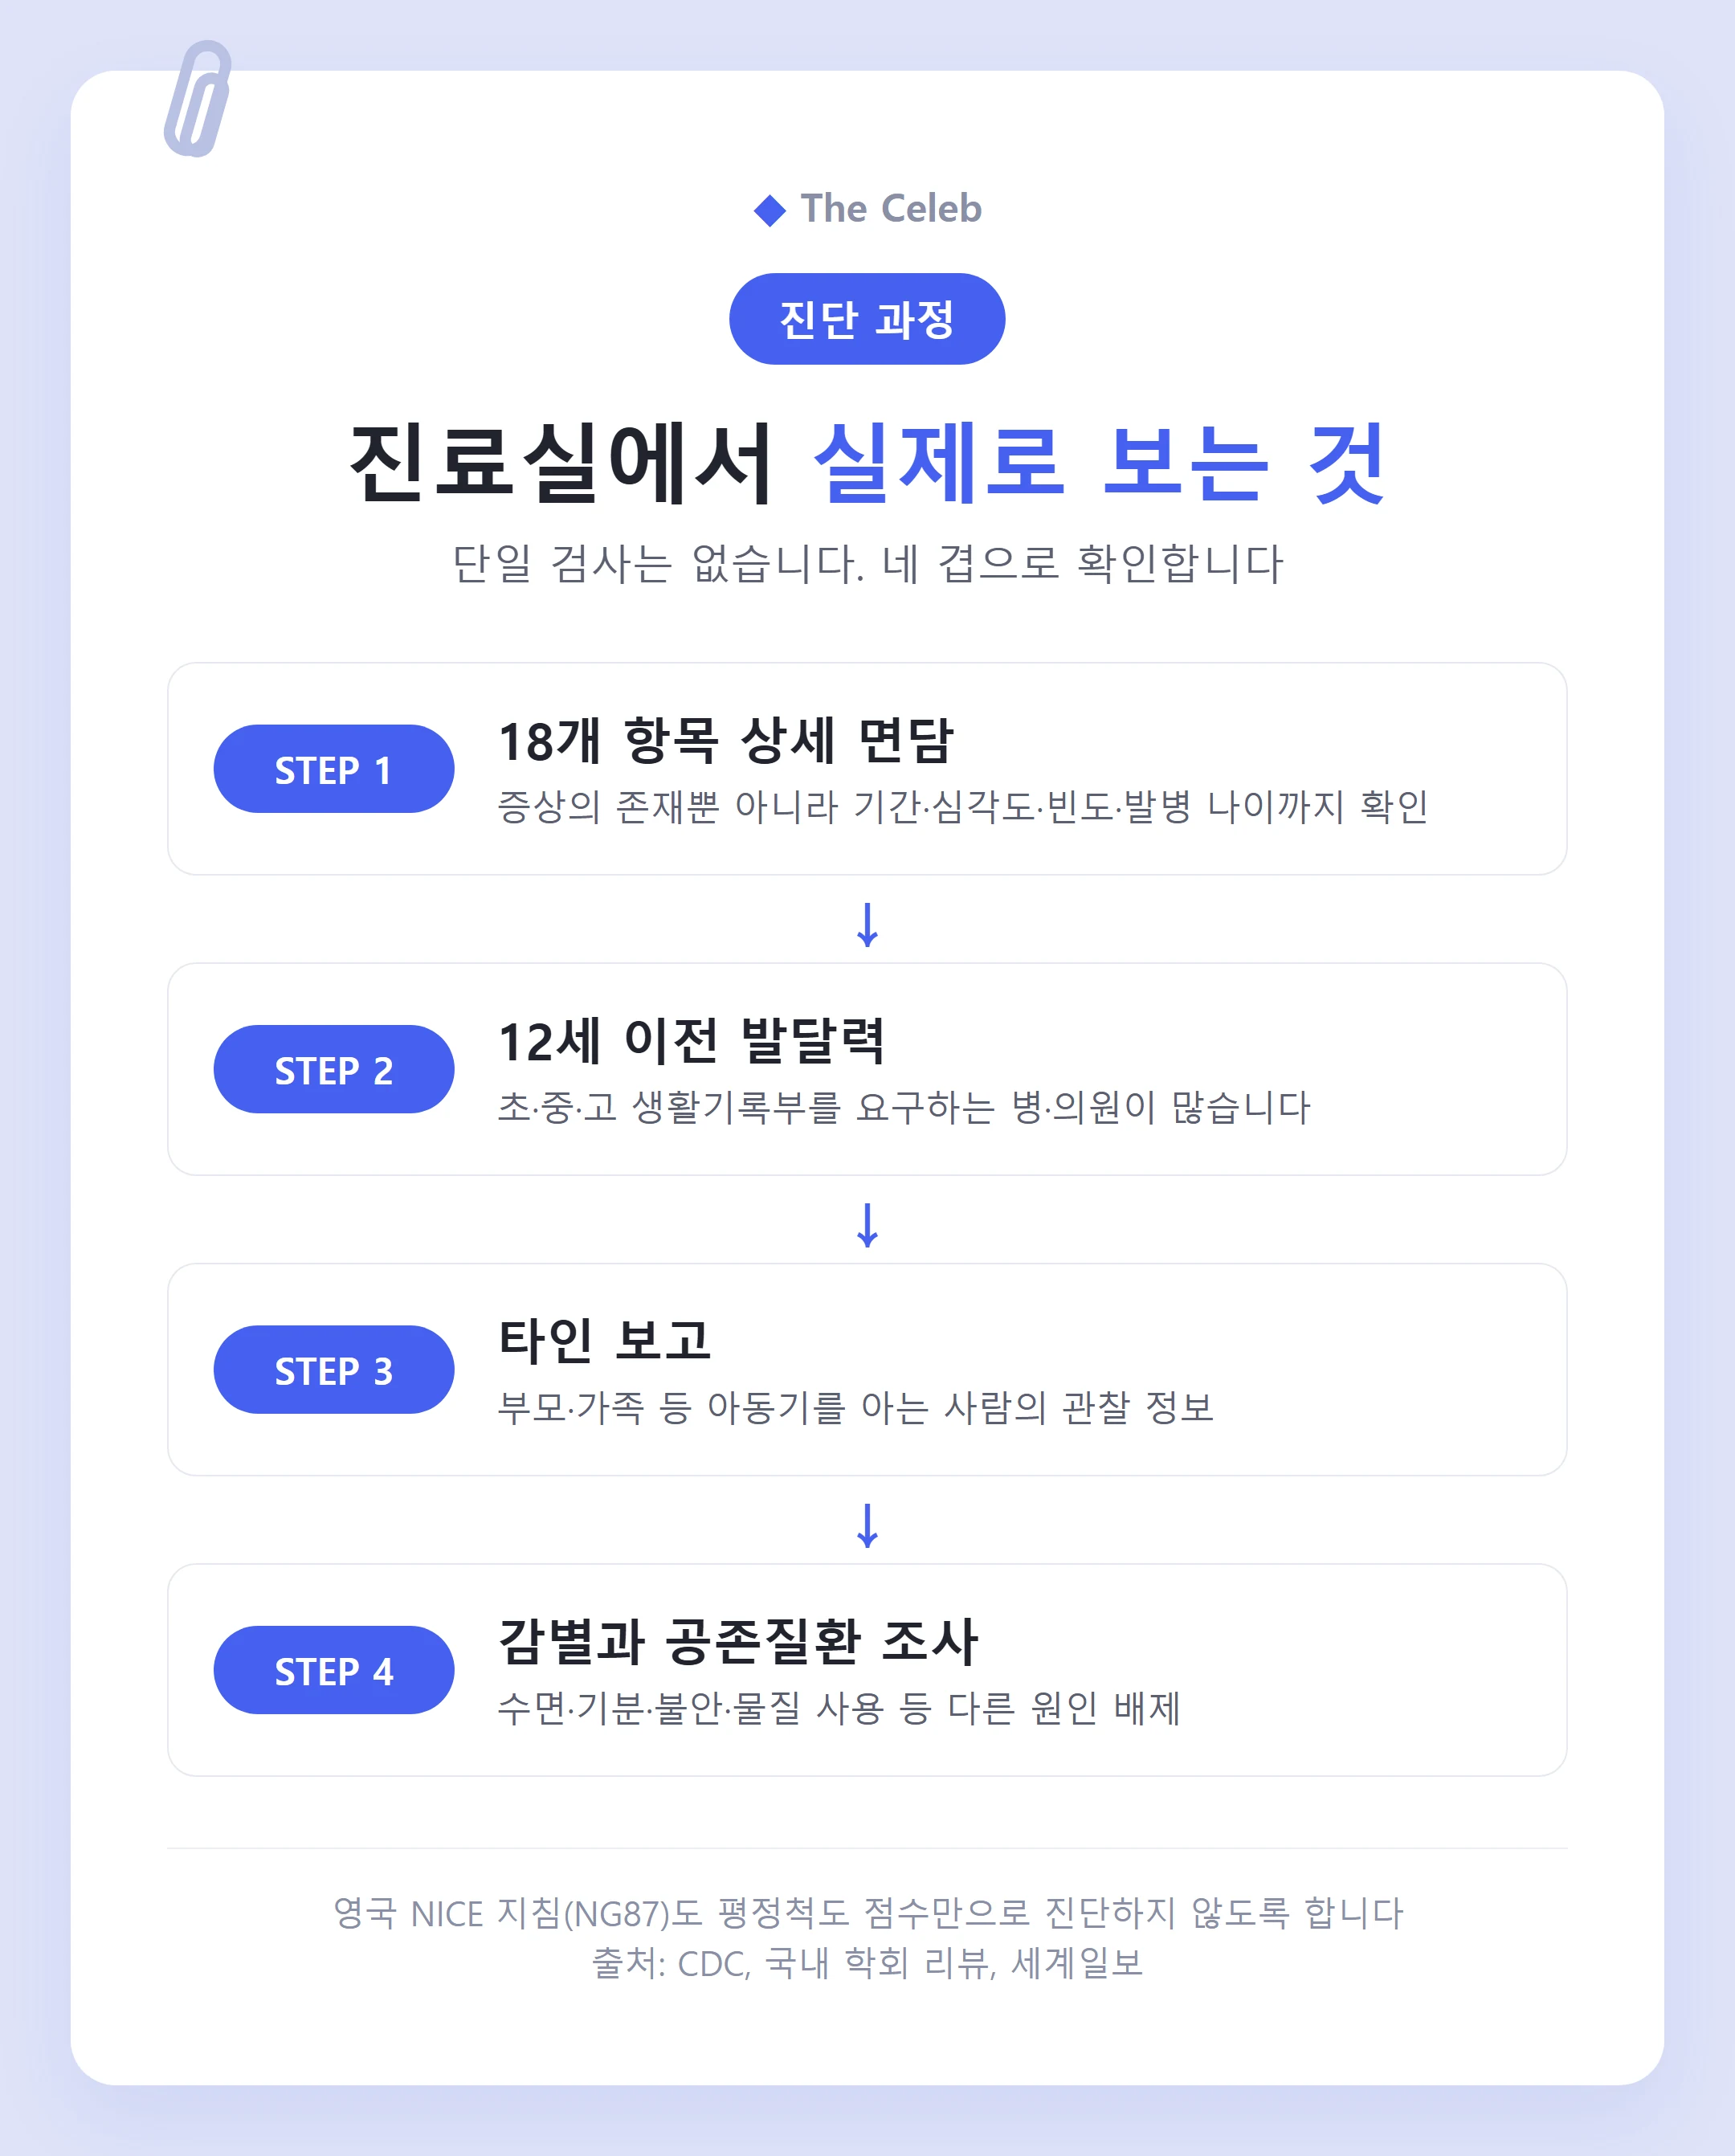 The Celeb
진단 과정
진료실에서 실제로 보는 것
단일 검사는 없습니다. 네 겹으로 확인합니다
STEP 1
18개 항목 상세 면담
증상의 존재뿐 아니라 기간·심각도·빈도·발병 나이까지 확인
↓
STEP 2
12세 이전 발달력
초·중·고 생활기록부를 요구하는 병·의원이 많습니다
↓
STEP 3
타인 보고
부모·가족 등 아동기를 아는 사람의 관찰 정보
↓
STEP 4
감별과 공존질환 조사
수면·기분·불안·물질 사용 등 다른 원인 배제
영국 NICE 지침(NG87)도 평정척도 점수만으로 진단하지 않도록 합니다
출처: CDC, 국내 학회 리뷰, 세계일보